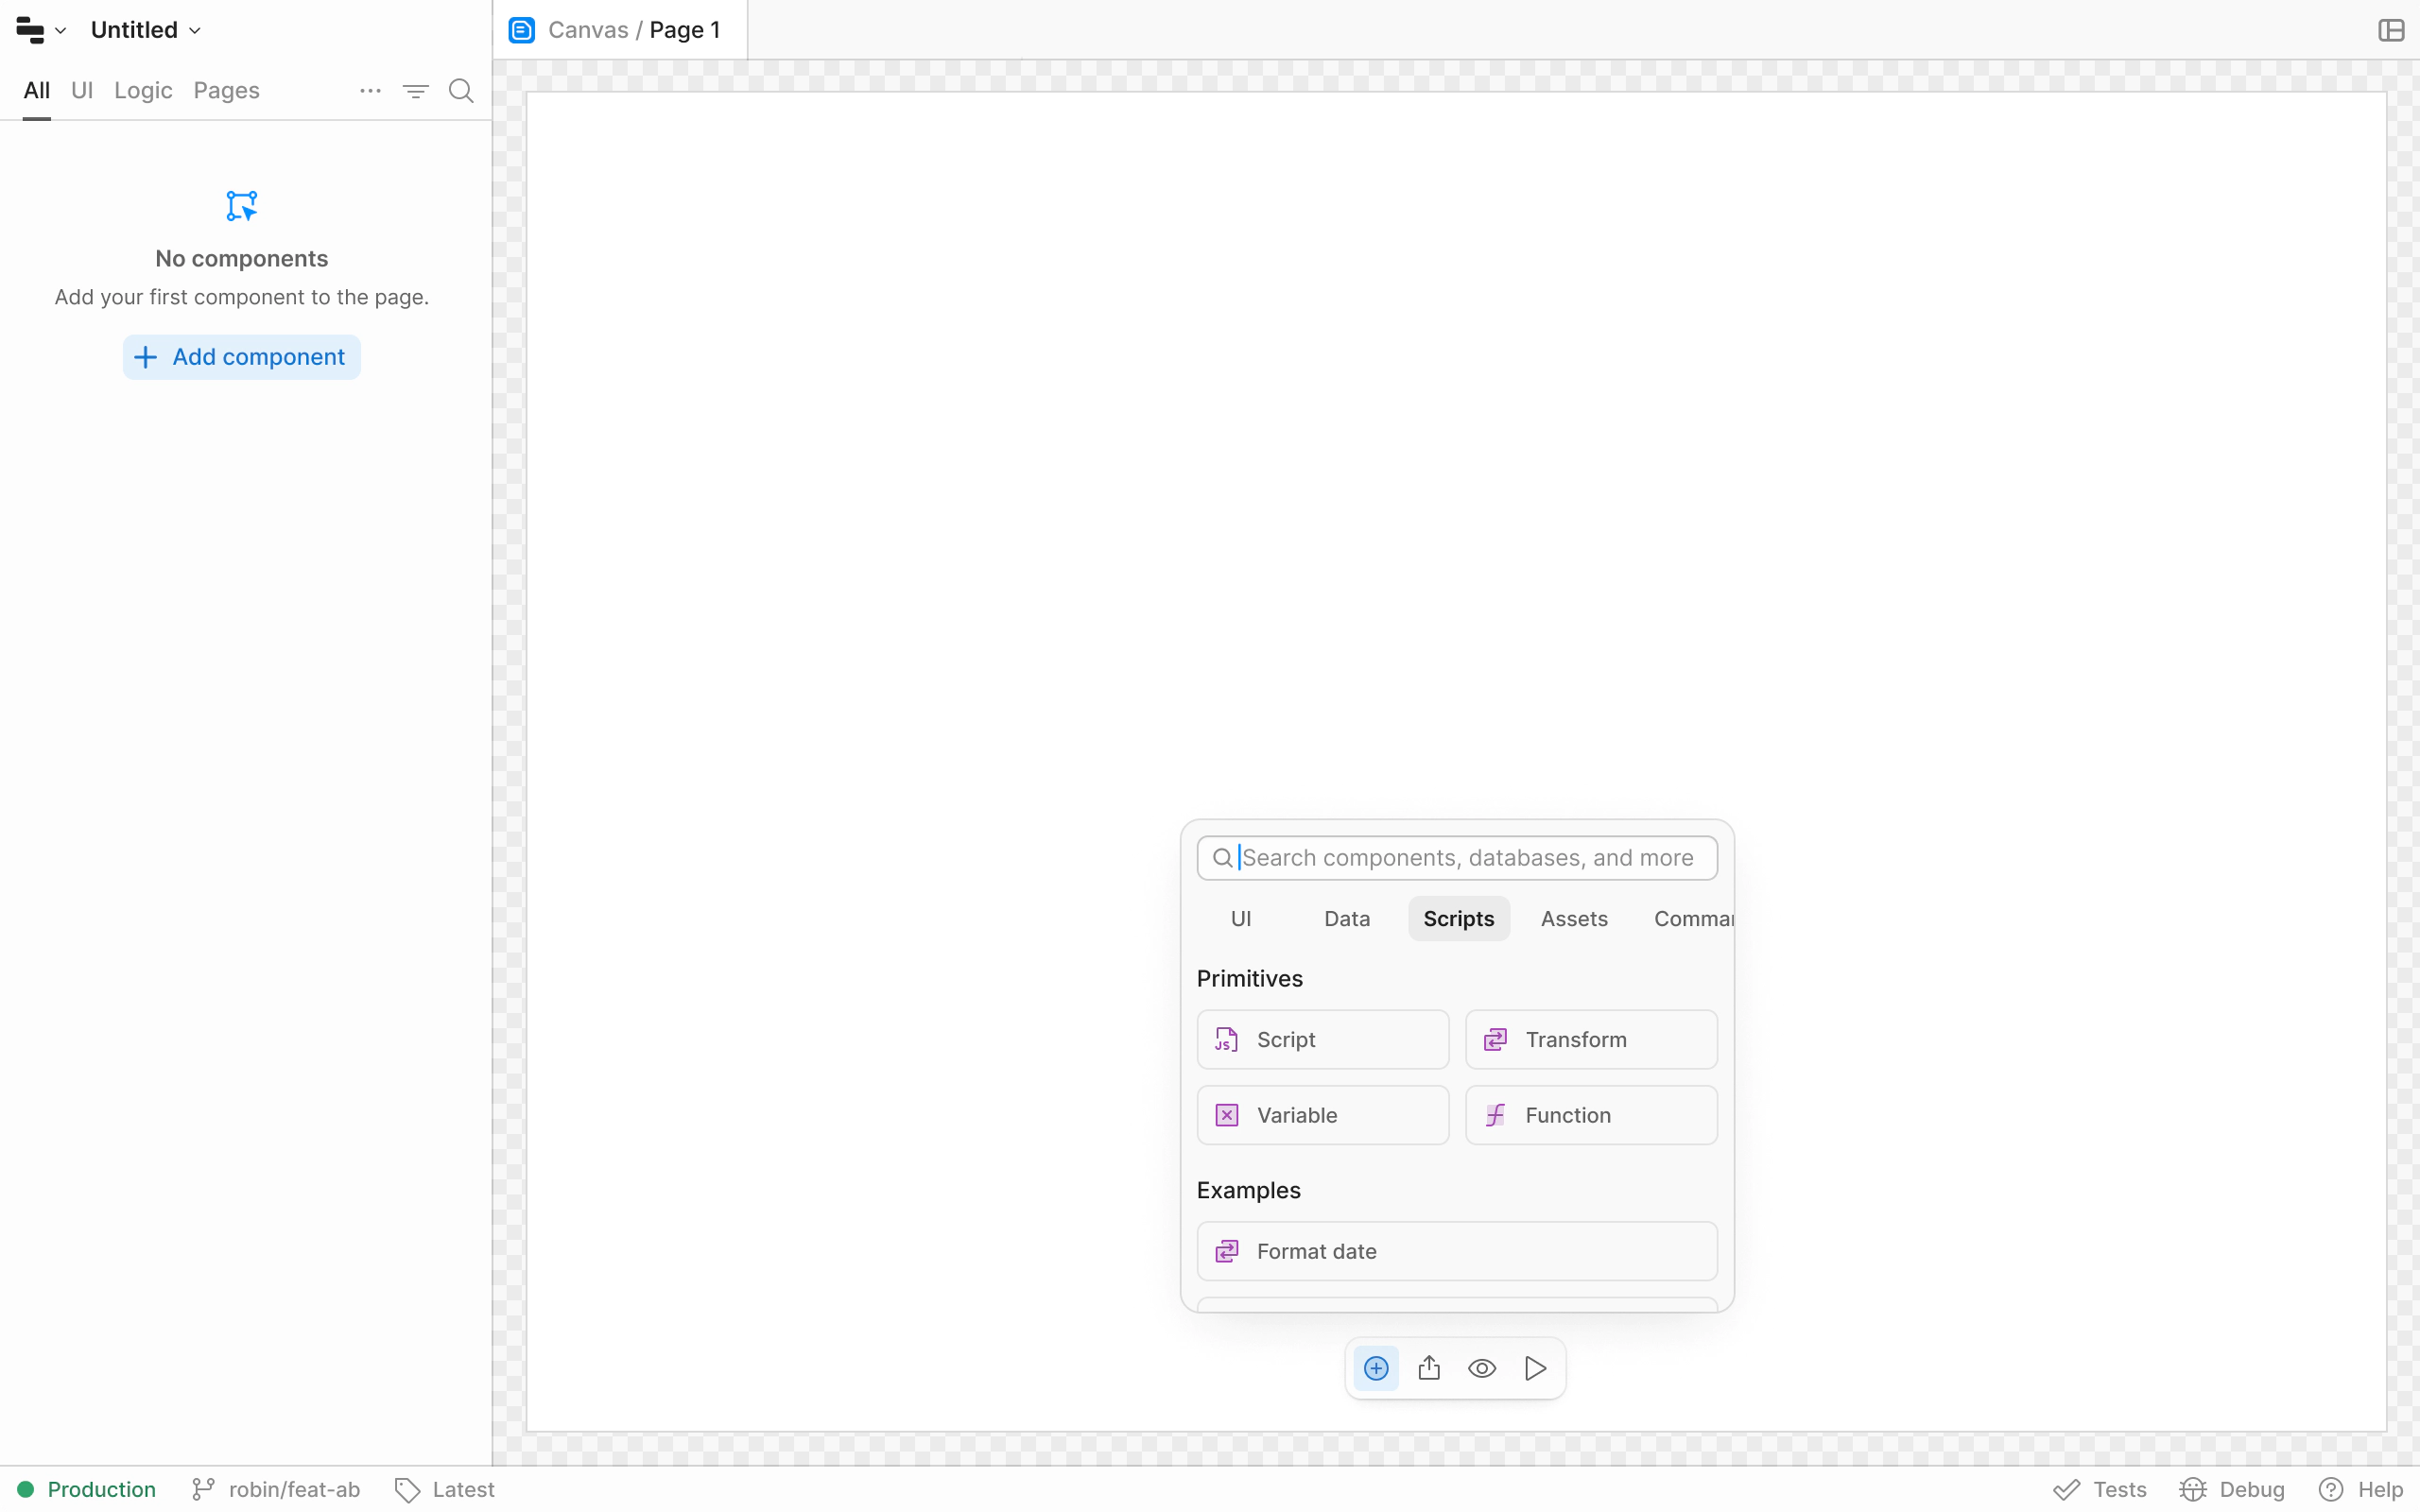 Untitled
Canvas / Page 1
All UI Logic Pages
No components
Add your first component to the page.
Add component
Search components, databases, and more
UI Data Scripts Assets Comma
Primitives
JS Script
Transform
Variable
Function
Examples
Format date
Production
robin/feat-ab
Latest
Tests
Debug
Help